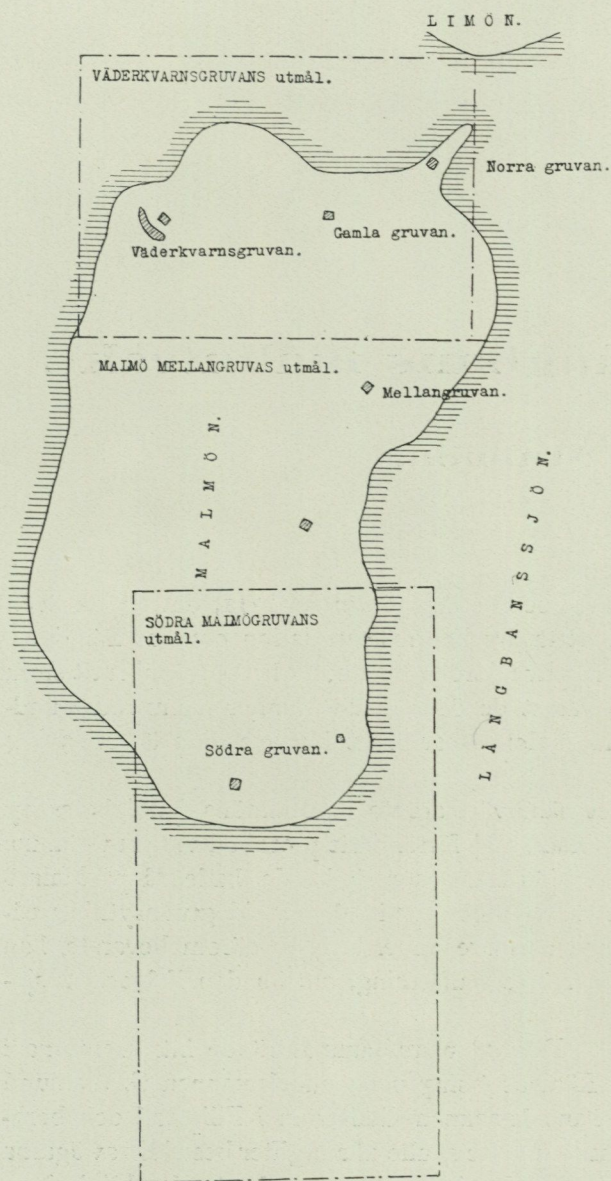 LIMÖN.
VÄDERKVARNSGRUVANS utmål.
Norra gruvan.
Gamla gruvan.
Väderkvarnsgruvan.
MALMÖ MELLANGRUVAS utmål.
Mellangruvan.
MALMÖN.
LÅNGBANSSJÖN.
SÖDRA MALMÖGRUVANS
utmål.
Södra gruvan.